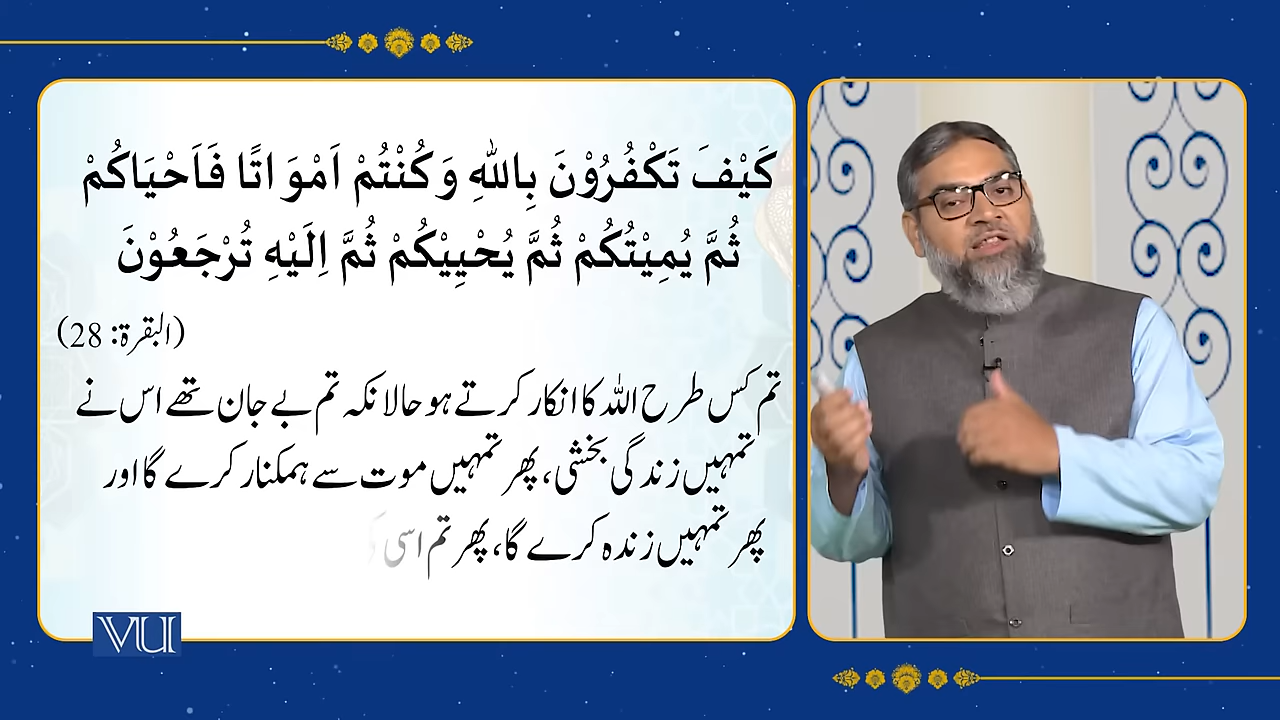 كَيْفَ تَكْفُرُوْنَ بِاللّٰهِ وَكُنْتُمْ اَمْوَاتًا فَاَحْيَاكُمْ
ثُمَّ يُمِيْتُكُمْ ثُمَّ يُحْيِيْكُمْ ثُمَّ اِلَيْهِ تُرْجَعُوْنَ
(البقرۃ: 28)
تم کس طرح اللہ کا انکار کرتے ہو حالانکہ تم بے جان تھے اس نے
تمہیں زندگی بخشی، پھر تمہیں موت سے ہمکنار کرے گا اور
پھر تمہیں زندہ کرے گا، پھر تم اسی
VU